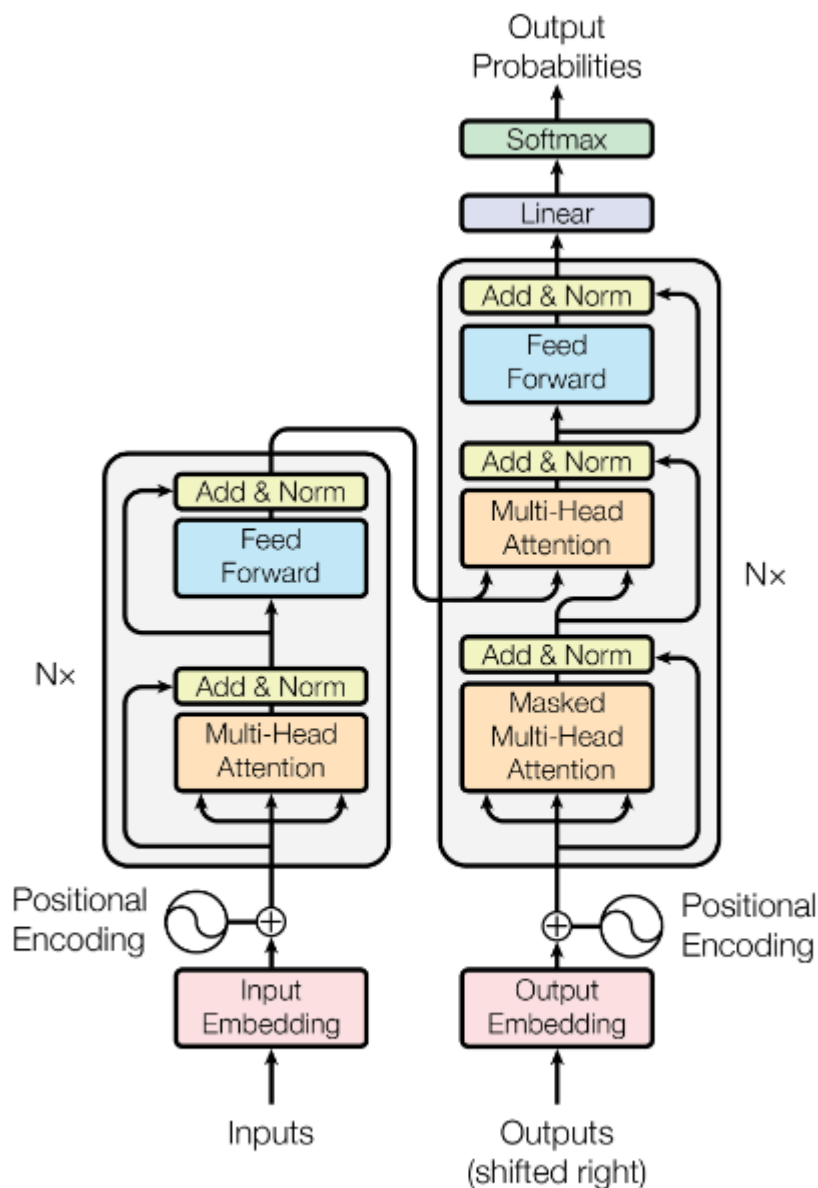 Output
Probabilities
Softmax
Linear
Add & Norm
Feed
Forward
Add & Norm
Multi-Head
Attention
Nx
Add & Norm
Masked
Multi-Head
Attention
Add & Norm
Feed
Forward
Nx
Add & Norm
Multi-Head
Attention
Positional
Encoding
Positional
Encoding
Input
Embedding
Output
Embedding
Inputs
Outputs
(shifted right)